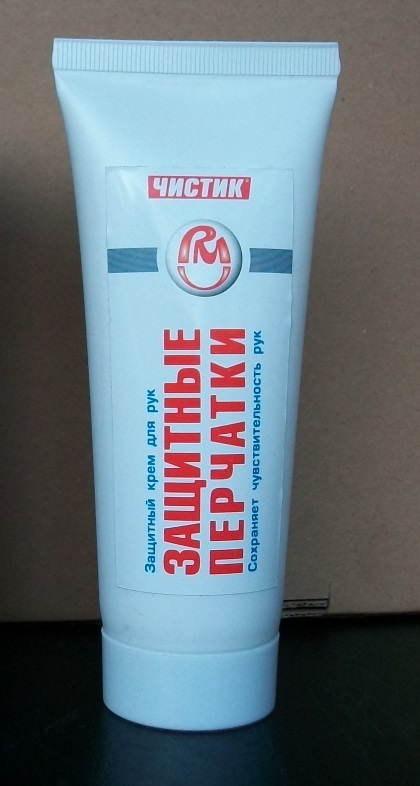 ЧИСТИК
Защитный крем для рук
ЗАЩИТНЫЕ
ПЕРЧАТКИ
Сохраняет чувствительность рук